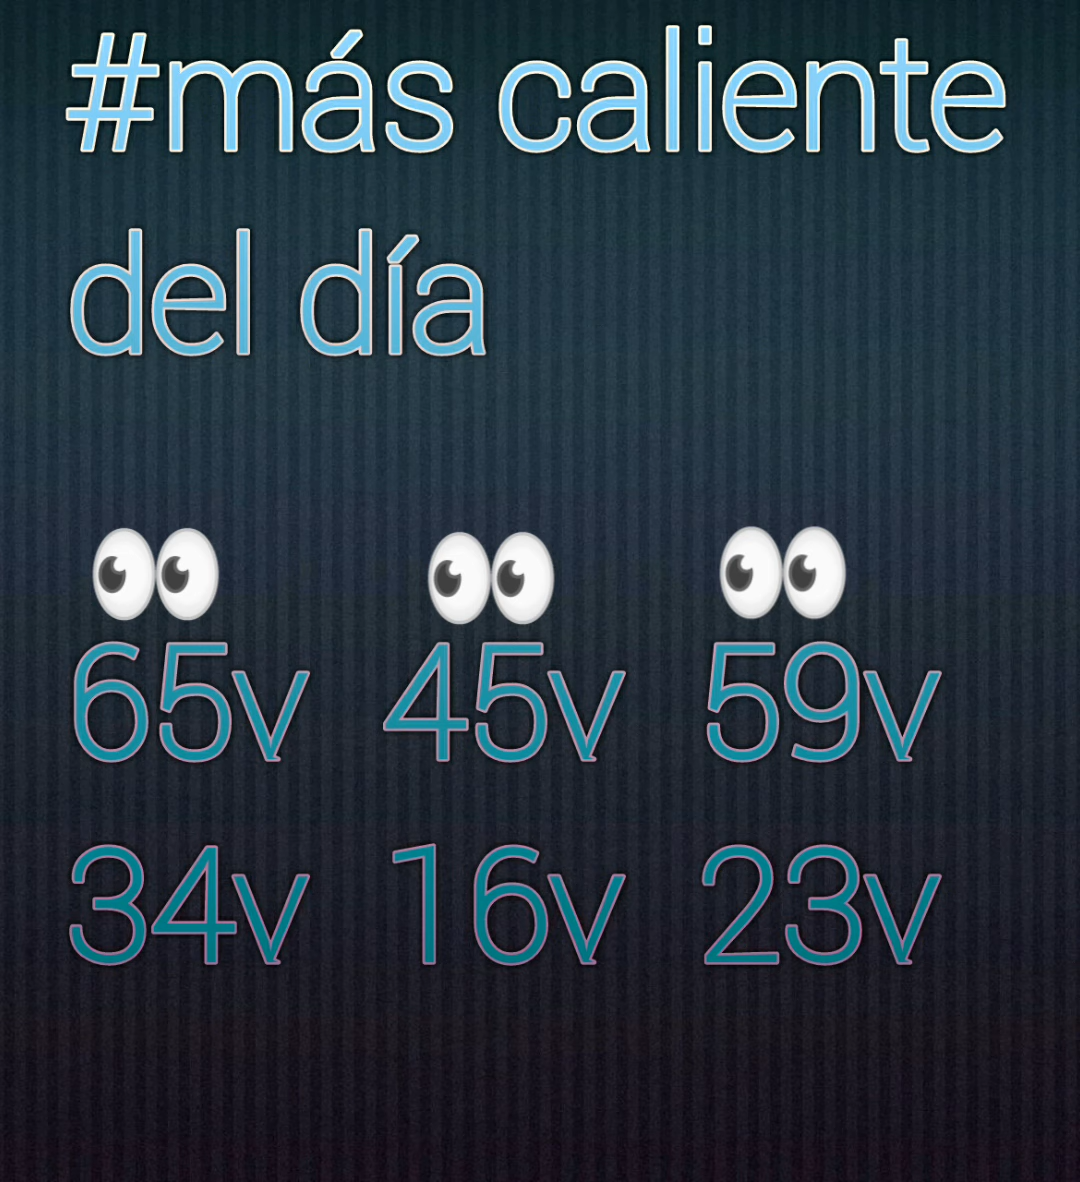 #más caliente
del día
👀 👀 👀
65v 45v 59v
34v 16v 23v